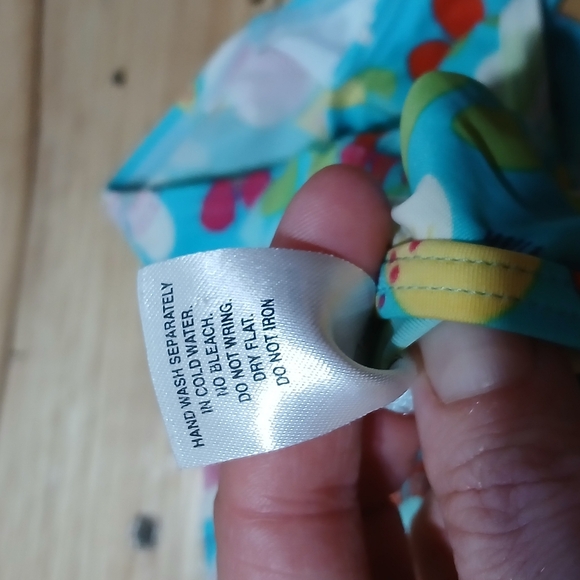 HAND WASH SEPARATELY
IN COLD WATER.
NO BLEACH.
DO NOT WRING.
DRY FLAT.
DO NOT IRON